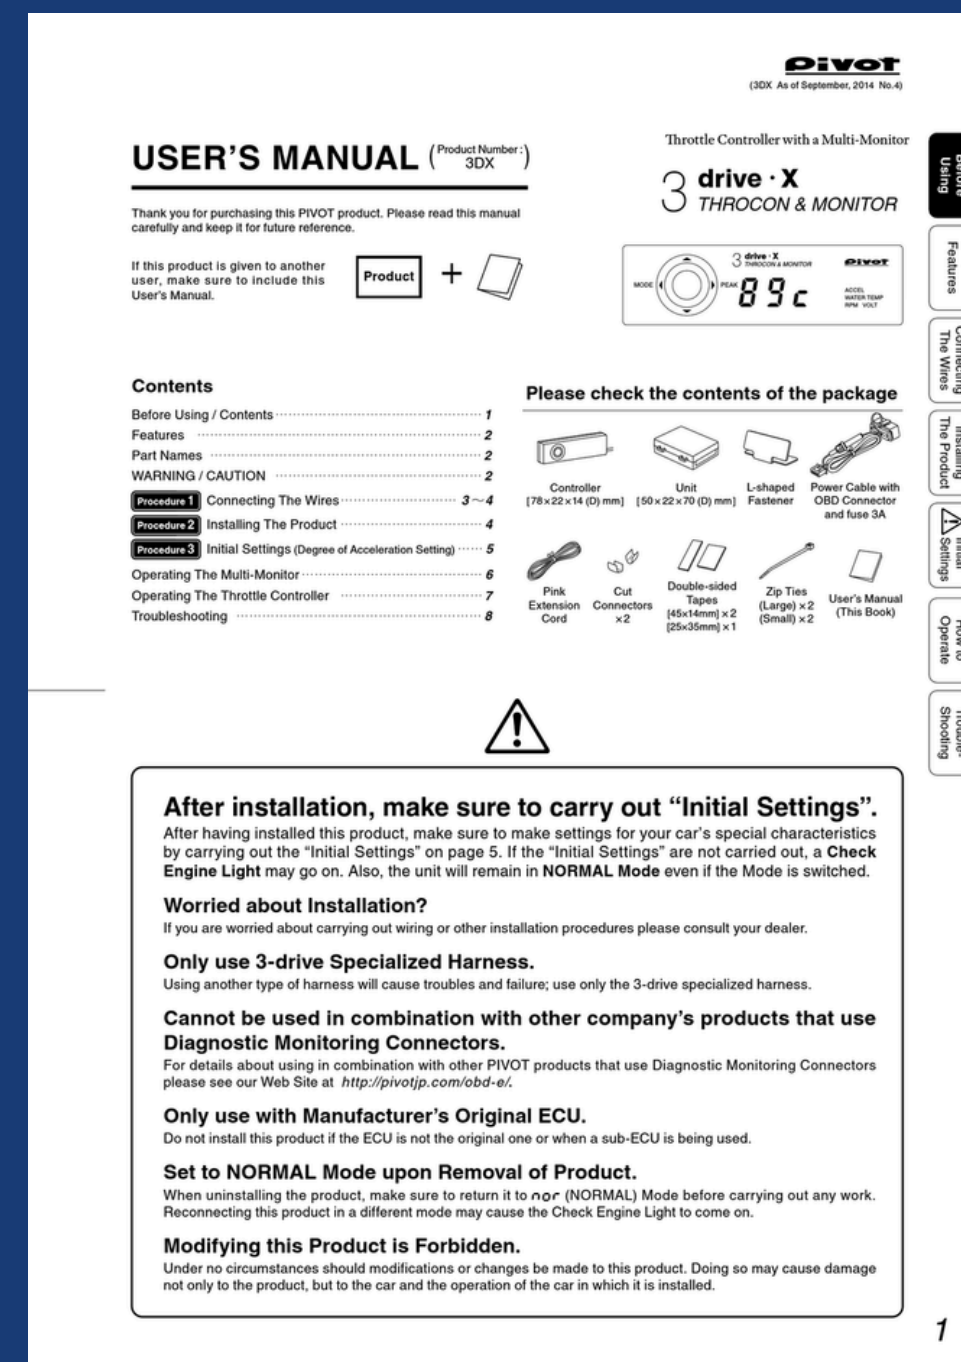 Pivot
(3DX As of September, 2014 No.4)
USER'S MANUAL (Product Number: 3DX)
Throttle Controller with a Multi-Monitor
3 drive·X
THROCON & MONITOR
Thank you for purchasing this PIVOT product. Please read this manual
carefully and keep it for future reference.
If this product is given to another
user, make sure to include this
User's Manual.
Product
+
3 drive·X
THROCON & MONITOR
Pivot
MODE
PEAK
89c
ACCEL
WATER TEMP
RPM VOLT
Contents
Before Using / Contents 1
Features 2
Part Names 2
WARNING / CAUTION 2
Procedure 1 Connecting The Wires 3~4
Procedure 2 Installing The Product 4
Procedure 3 Initial Settings (Degree of Acceleration Setting) 5
Operating The Multi-Monitor 6
Operating The Throttle Controller 7
Troubleshooting 8
Please check the contents of the package
Controller
[78×22×14 (D) mm]
Unit
[50×22×70 (D) mm]
L-shaped
Fastener
Power Cable with
OBD Connector
and fuse 3A
Pink
Extension
Cord
Cut
Connectors
×2
Double-sided
Tapes
[45x14mm] × 2
[25x35mm] × 1
Zip Ties
(Large) × 2
(Small) × 2
User's Manual
(This Book)
Before
Using
Features
Connecting
The Wires
Installing
The Product
Initial
Settings
How to
Operate
Trouble-
Shooting
After installation, make sure to carry out “Initial Settings”.
After having installed this product, make sure to make settings for your car's special characteristics
by carrying out the “Initial Settings” on page 5. If the “Initial Settings” are not carried out, a Check
Engine Light may go on. Also, the unit will remain in NORMAL Mode even if the Mode is switched.
Worried about Installation?
If you are worried about carrying out wiring or other installation procedures please consult your dealer.
Only use 3-drive Specialized Harness.
Using another type of harness will cause troubles and failure; use only the 3-drive specialized harness.
Cannot be used in combination with other company's products that use
Diagnostic Monitoring Connectors.
For details about using in combination with other PIVOT products that use Diagnostic Monitoring Connectors
please see our Web Site at http://pivotjp.com/obd-e/.
Only use with Manufacturer's Original ECU.
Do not install this product if the ECU is not the original one or when a sub-ECU is being used.
Set to NORMAL Mode upon Removal of Product.
When uninstalling the product, make sure to return it to nor (NORMAL) Mode before carrying out any work.
Reconnecting this product in a different mode may cause the Check Engine Light to come on.
Modifying this Product is Forbidden.
Under no circumstances should modifications or changes be made to this product. Doing so may cause damage
not only to the product, but to the car and the operation of the car in which it is installed.
1